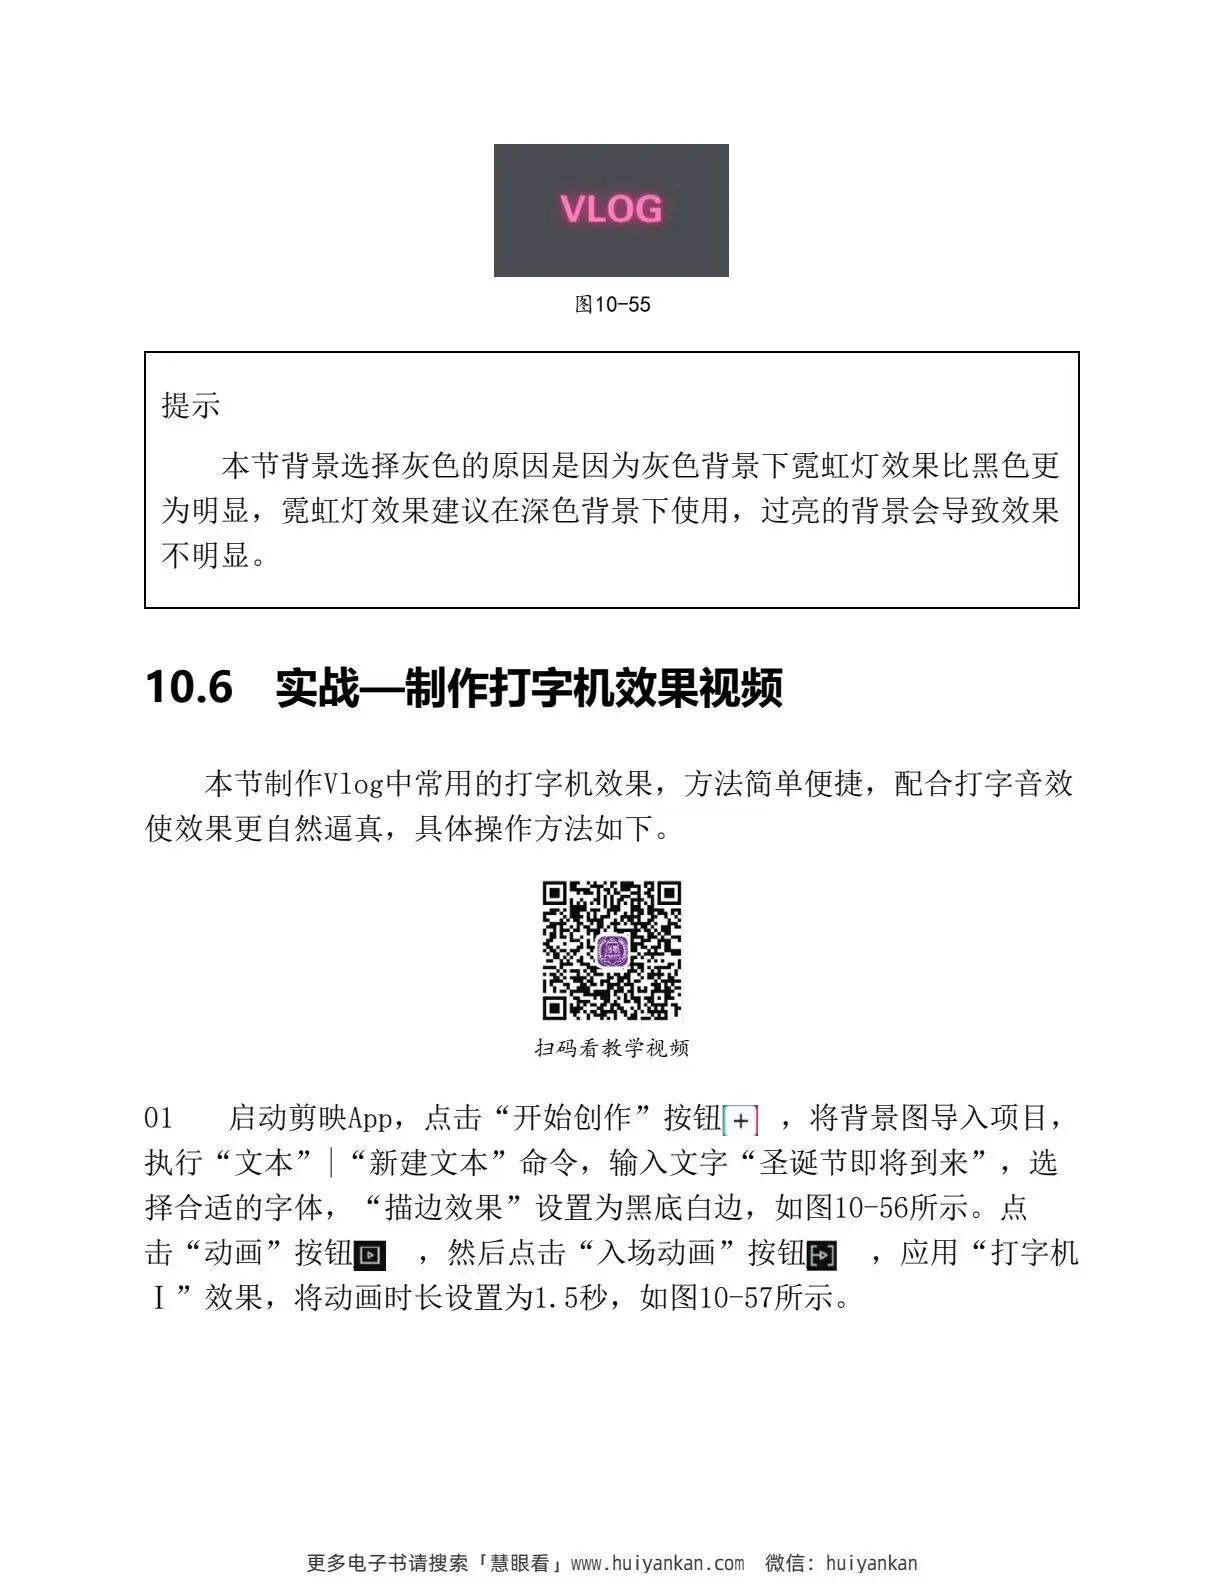 VLOG
图10-55
提示
本节背景选择灰色的原因是因为灰色背景下霓虹灯效果比黑色更
为明显，霓虹灯效果建议在深色背景下使用，过亮的背景会导致效果
不明显。
10.6 实战—制作打字机效果视频
本节制作Vlog中常用的打字机效果，方法简单便捷，配合打字音效
使效果更自然逼真，具体操作方法如下。
扫码看教学视频
01 启动剪映App，点击“开始创作”按钮 ，将背景图导入项目，
执行“文本”|“新建文本”命令，输入文字“圣诞节即将到来”，选
择合适的字体，“描边效果”设置为黑底白边，如图10-56所示。点
击“动画”按钮 ，然后点击“入场动画”按钮 ，应用“打字机
Ⅰ”效果，将动画时长设置为1.5秒，如图10-57所示。
更多电子书请搜索「慧眼看」www.huiyankan.com 微信：huiyankan